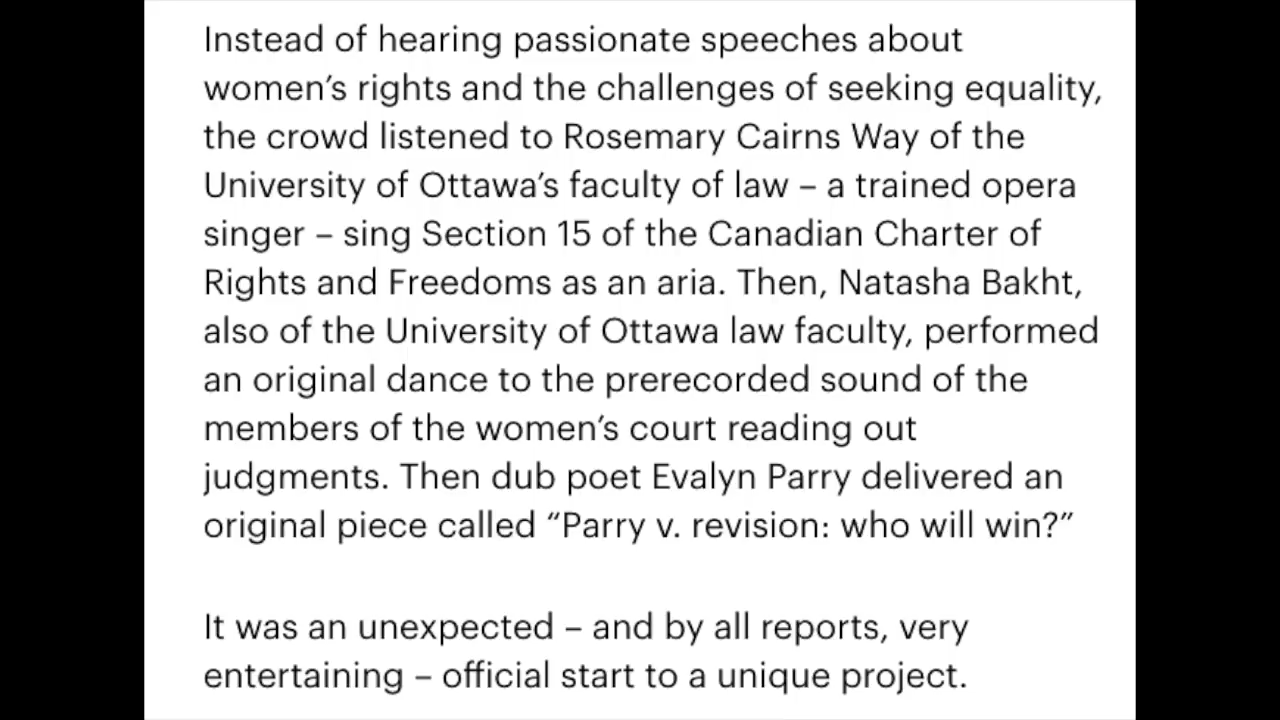 Instead of hearing passionate speeches about
women’s rights and the challenges of seeking equality,
the crowd listened to Rosemary Cairns Way of the
University of Ottawa’s faculty of law – a trained opera
singer – sing Section 15 of the Canadian Charter of
Rights and Freedoms as an aria. Then, Natasha Bakht,
also of the University of Ottawa law faculty, performed
an original dance to the prerecorded sound of the
members of the women’s court reading out
judgments. Then dub poet Evalyn Parry delivered an
original piece called “Parry v. revision: who will win?”
It was an unexpected – and by all reports, very
entertaining – official start to a unique project.